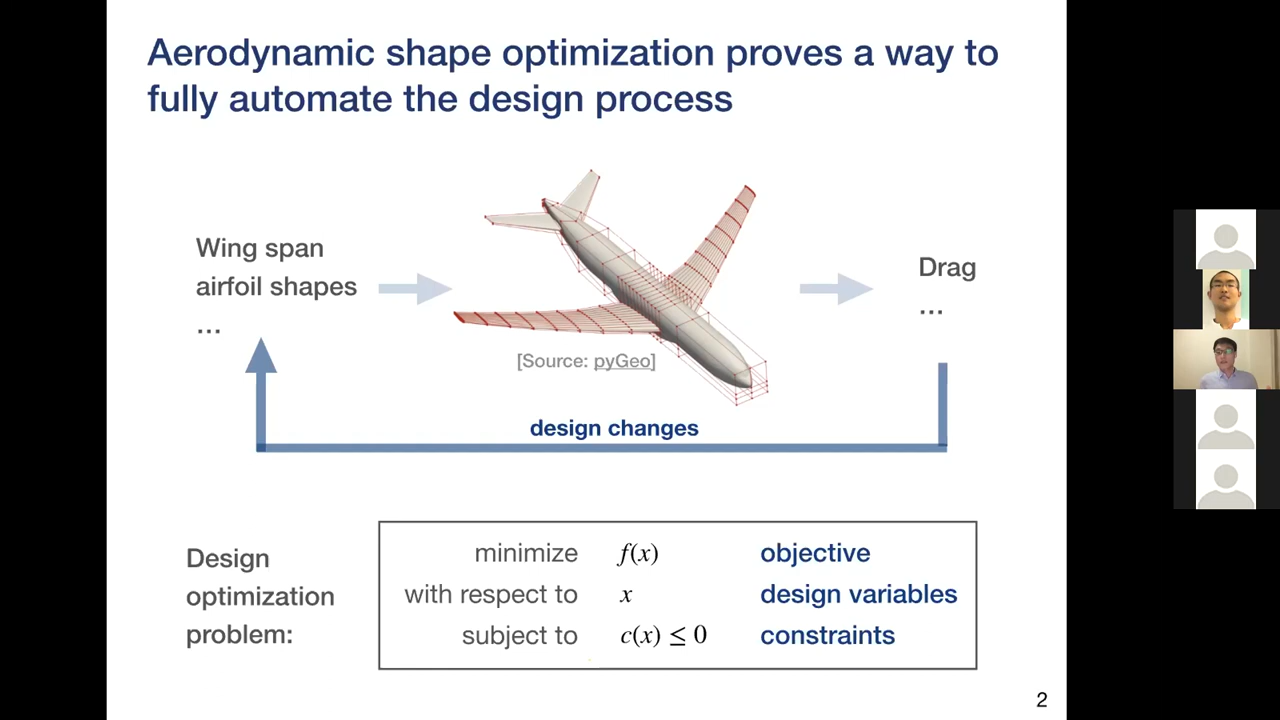 Aerodynamic shape optimization proves a way to
fully automate the design process
Wing span
airfoil shapes
...
Drag
...
[Source: pyGeo]
design changes
Design
optimization
problem:
minimize f(x) objective
with respect to x design variables
subject to c(x) ≤ 0 constraints
2